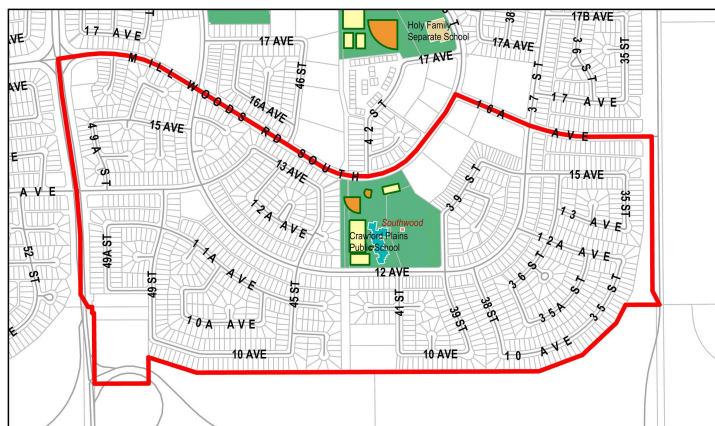 17 AVE
AVE
17 AVE
46 ST
16A AVE
MILL WOODS RD SOUTH
49A ST
15 AVE
AVE
52 ST
13 AVE
12A AVE
49A ST
49 ST
11A AVE
10A AVE
45 ST
10 AVE
Holy Family
Separate School
ST
17 AVE
42 ST
38
17A AVE
17B AVE
36 ST
35 ST
37 ST
17 AVE
16A AVE
Southwood
Crawford Plains
Public School
12 AVE
41 ST
39 ST
39 ST
38 ST
10 AVE
15 AVE
35 ST
13 AVE
12A AVE
36 ST
35A ST
35 ST
10 AVE